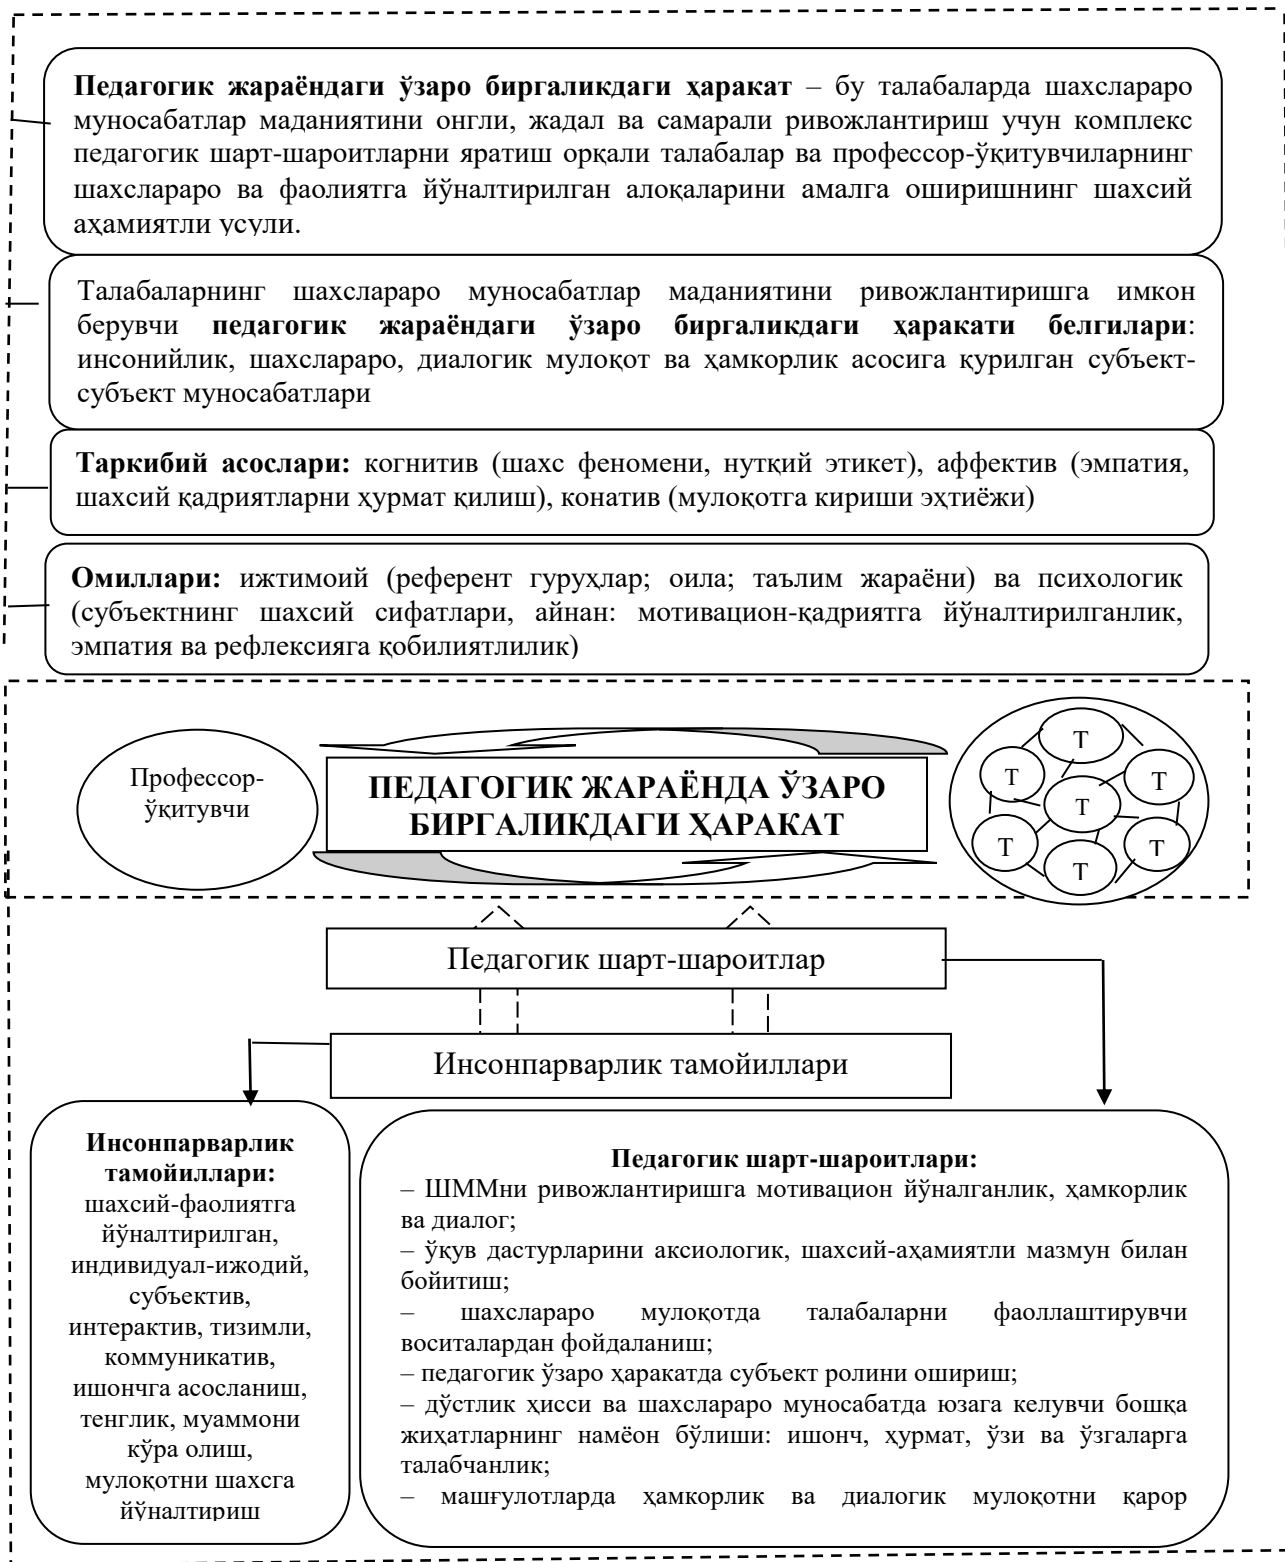 Педагогик жараёндаги ўзаро биргаликдаги ҳаракат – бу талабаларда шахслараро
муносабатлар маданиятини онгли, жадал ва самарали ривожлантириш учун комплекс
педагогик шарт-шароитларни яратиш орқали талабалар ва профессор-ўқитувчиларнинг
шахслараро ва фаолиятга йўналтирилган алоқаларини амалга оширишнинг шахсий
аҳамиятли усули.
Талабаларнинг шахслараро муносабатлар маданиятини ривожлантиришга имкон
берувчи педагогик жараёндаги ўзаро биргаликдаги ҳаракати белгилари:
инсонийлик, шахслараро, диалогик мулоқот ва ҳамкорлик асосига қурилган субъект-
субъект муносабатлари
Таркибий асослари: когнитив (шахс феномени, нутқий этикет), аффектив (эмпатия,
шахсий қадриятларни ҳурмат қилиш), конатив (мулоқотга кириши эҳтиёжи)
Омиллари: ижтимоий (референт гуруҳлар; оила; таълим жараёни) ва психологик
(субъектнинг шахсий сифатлари, айнан: мотивацион-қадриятга йўналтирилганлик,
эмпатия ва рефлексияга қобилиятлилик)
Профессор-
ўқитувчи
ПЕДАГОГИК ЖАРАЁНДА ЎЗАРО
БИРГАЛИКДАГИ ҲАРАКАТ
Т
Т
Т
Т
Т
Т
Т
Педагогик шарт-шароитлар
Инсонпарварлик тамойиллари
Инсонпарварлик
тамойиллари:
шахсий-фаолиятга
йўналтирилган,
индивидуал-ижодий,
субъектив,
интерактив, тизимли,
коммуникатив,
ишончга асосланиш,
тенглик, муаммони
кўра олиш,
мулоқотни шахсга
йўналтириш
Педагогик шарт-шароитлари:
– ШММни ривожлантиришга мотивацион йўналганлик, ҳамкорлик
ва диалог;
– ўқув дастурларини аксиологик, шахсий-аҳамиятли мазмун билан
бойитиш;
– шахслараро мулоқотда талабаларни фаоллаштирувчи
воситалардан фойдаланиш;
– педагогик ўзаро ҳаракатда субъект ролини ошириш;
– дўстлик ҳисси ва шахслараро муносабатда юзага келувчи бошқа
жиҳатларнинг намёон бўлиши: ишонч, ҳурмат, ўзи ва ўзгаларга
талабчанлик;
– машғулотларда ҳамкорлик ва диалогик мулоқотни қарор